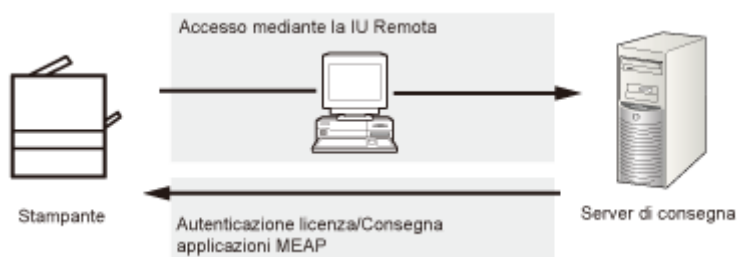 Accesso mediante la IU Remota
Stampante
Server di consegna
Autenticazione licenza/Consegna
applicazioni MEAP